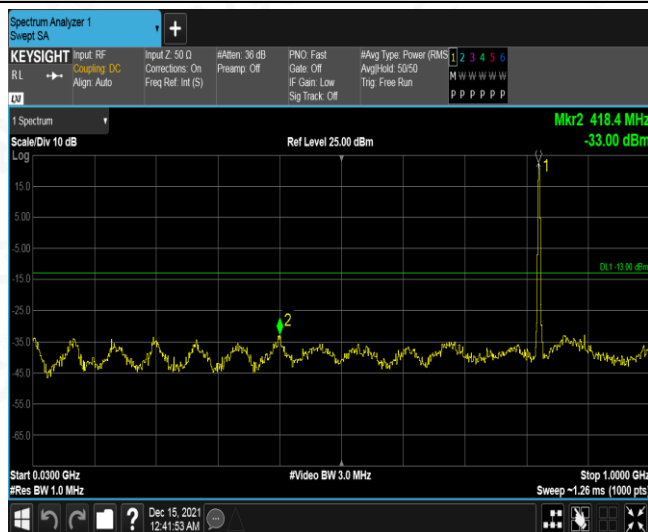 Spectrum Analyzer 1
Swept SA
KEYSIGHT
RL
Input: RF
Coupling: DC
Align: Auto
Input Z: 50 Ω
Corrections: On
Freq Ref: Int (S)
#Atten: 36 dB
Preamp: Off
PNO: Fast
Gate: Off
IF Gain: Low
Sig Track: Off
#Avg Type: Power (RMS
Avg|Hold: 50/50
Trig: Free Run
1 2 3 4 5 6
M W W W W W
P P P P P P
LXI
1 Spectrum
Scale/Div 10 dB
Log
Ref Level 25.00 dBm
Mkr2 418.4 MHz
-33.00 dBm
1
15.0
5.00
-5.00
DL1 -13.00 dBm
-15.0
-25.0
2
-35.0
-45.0
-55.0
-65.0
Start 0.0300 GHz
#Res BW 1.0 MHz
#Video BW 3.0 MHz
Stop 1.0000 GHz
Sweep ~1.26 ms (1000 pts)
?
Dec 15, 2021
12:41:53 AM